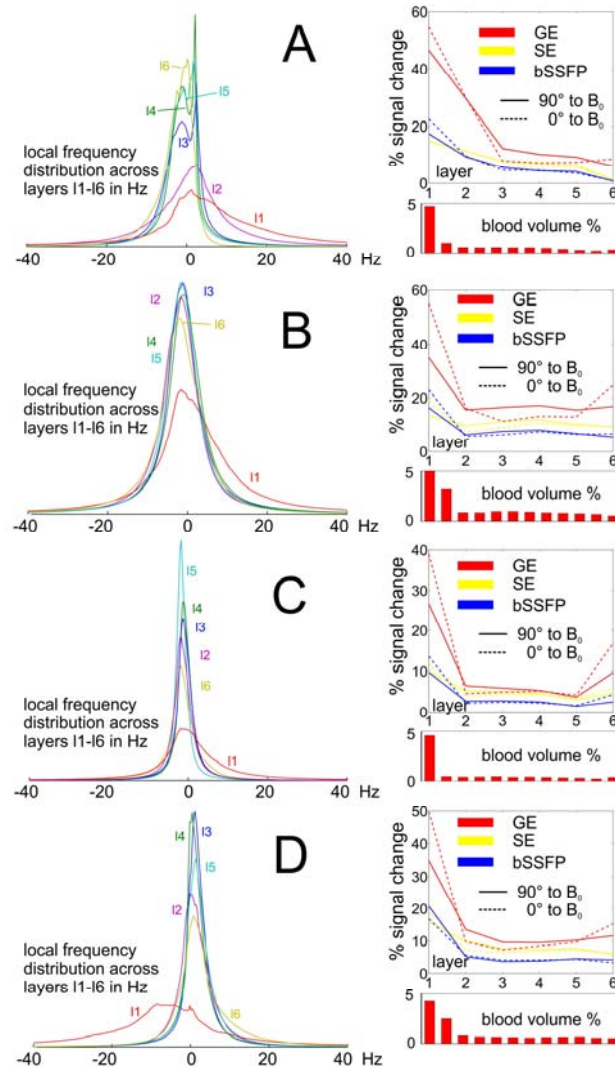 A
l6
l5
l4
l3
l2
l1
local frequency
distribution across
layers l1-l6 in Hz
-40 -20 0 20 40 Hz
% signal change
60
40
20
0
GE
SE
bSSFP
90° to B0
0° to B0
layer
1 2 3 4 5 6
5
0
blood volume %
B
l2
l3
l4
l6
l5
l1
local frequency
distribution across
layers l1-l6 in Hz
-40 -20 0 20 40 Hz
% signal change
60
40
20
0
GE
SE
bSSFP
90° to B0
0° to B0
layer
1 2 3 4 5 6
5
0
blood volume %
C
l5
l4
l3
l2
l6
l1
local frequency
distribution across
layers l1-l6 in Hz
-40 -20 0 20 40 Hz
% signal change
40
30
20
10
0
GE
SE
bSSFP
90° to B0
0° to B0
layer
1 2 3 4 5 6
5
0
blood volume %
D
l4
l3
l5
l2
l1
l6
local frequency
distribution across
layers l1-l6 in Hz
-40 -20 0 20 40 Hz
% signal change
50
40
30
20
10
0
GE
SE
bSSFP
90° to B0
0° to B0
layer
1 2 3 4 5 6
5
0
blood volume %